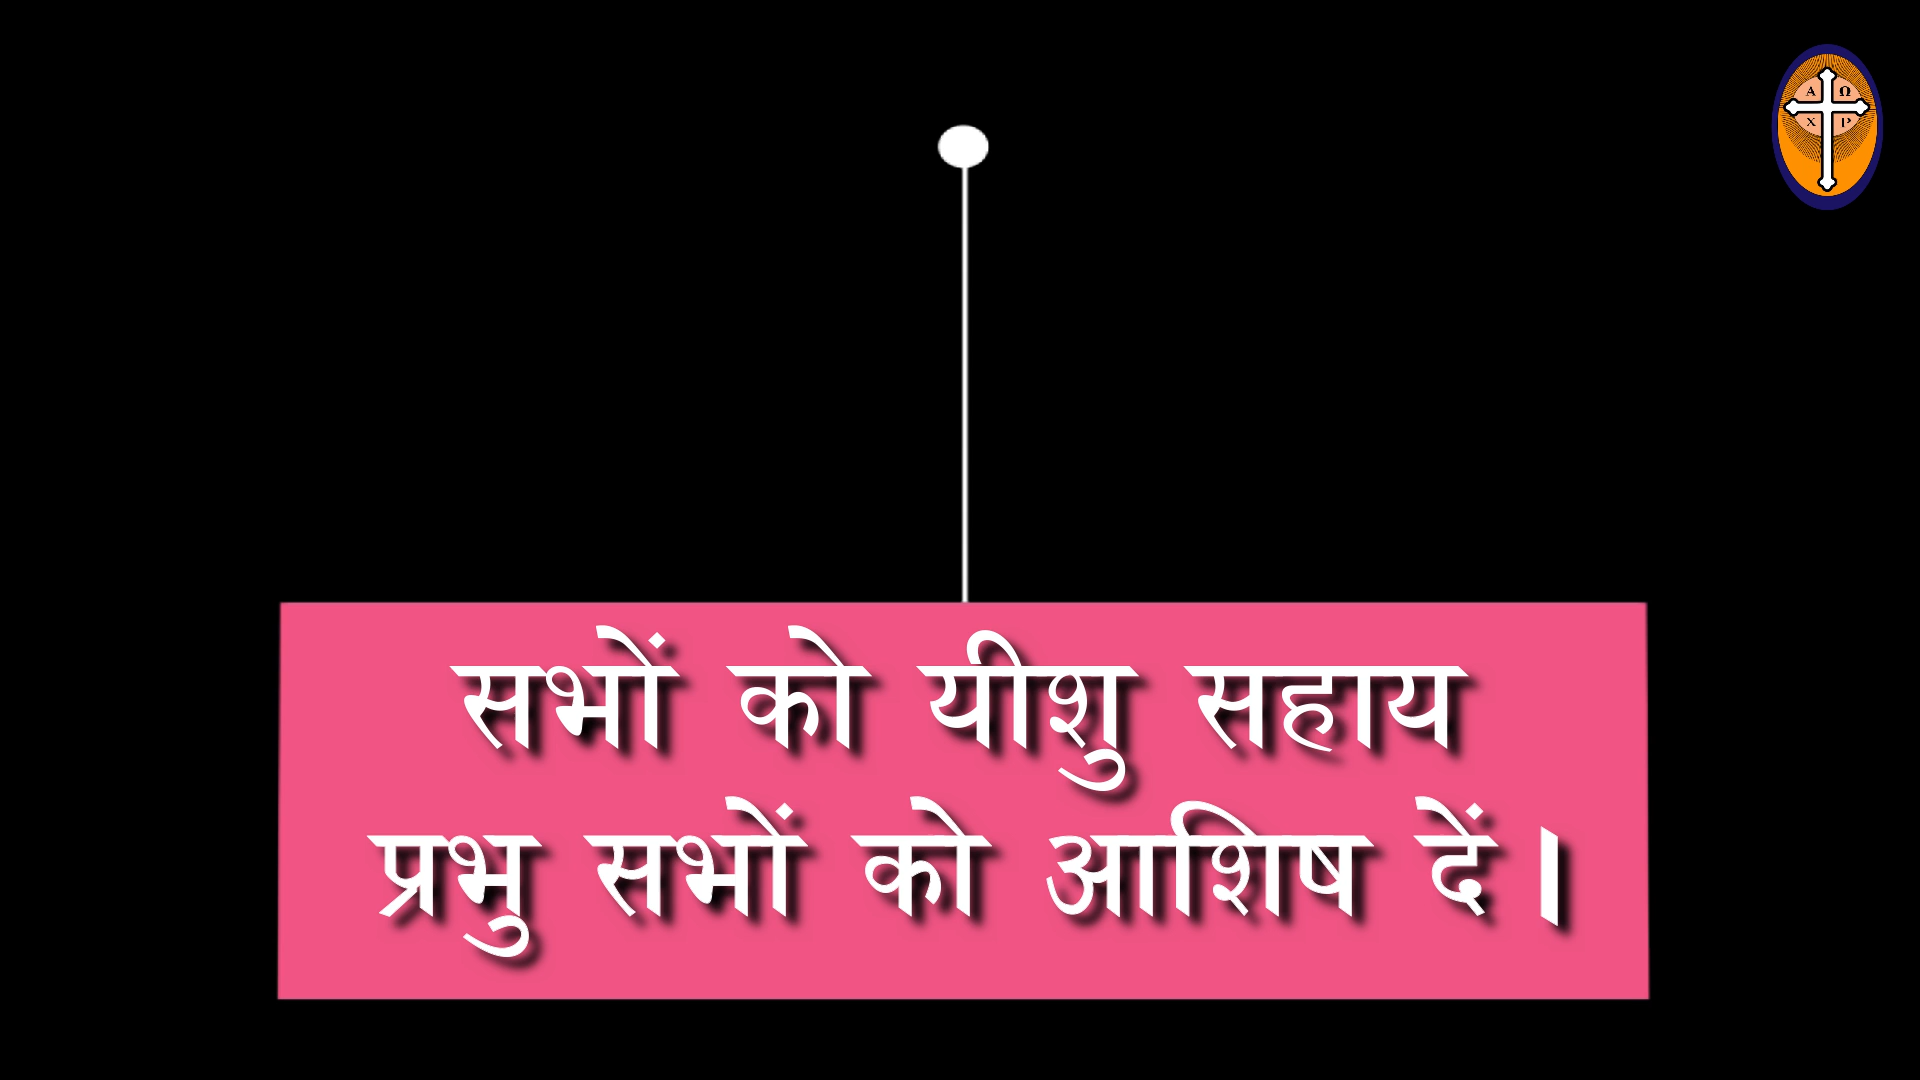 सभों को यीशु सहाय
प्रभु सभों को आशिष दें।
Α Ω
Χ Ρ